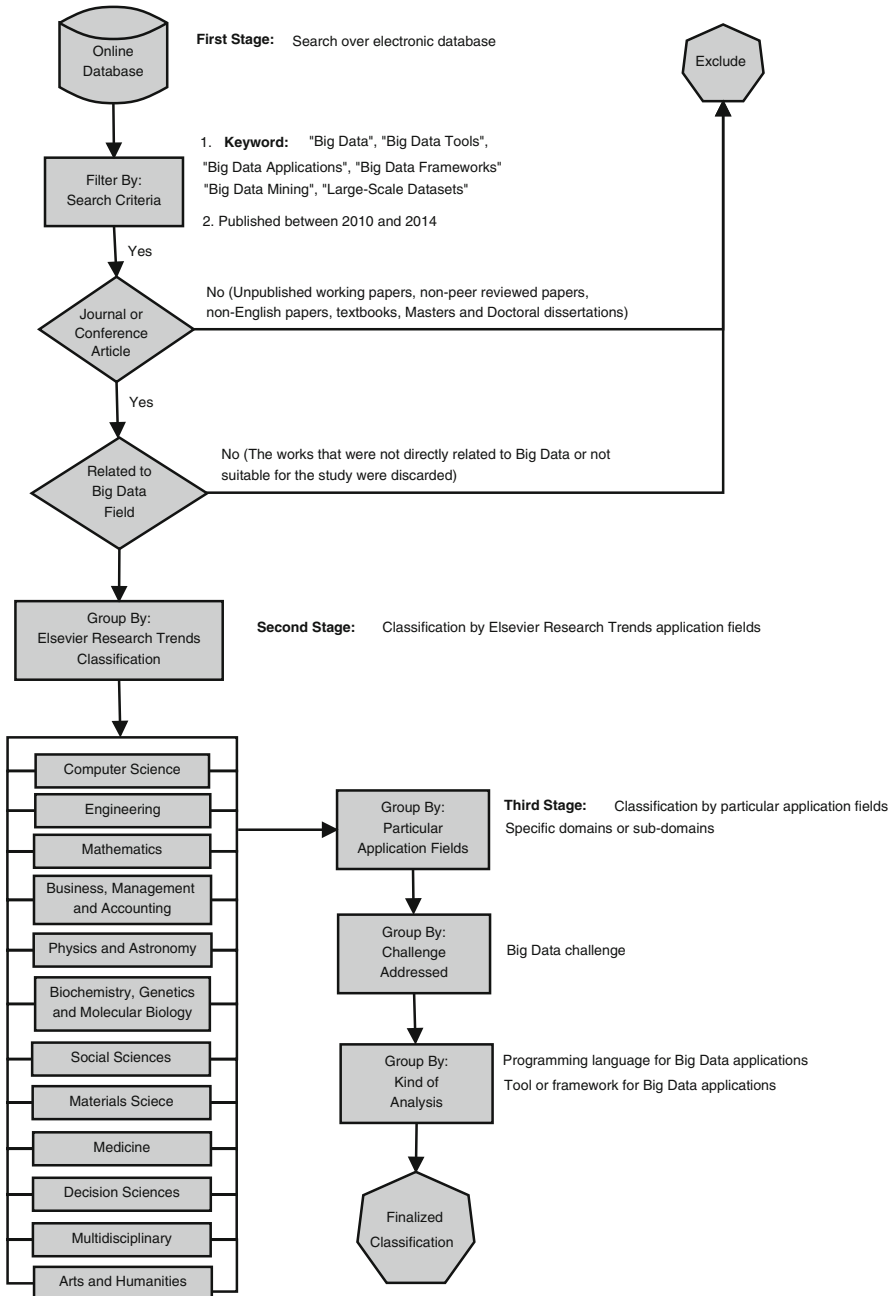 Online
Database
First Stage: Search over electronic database
Exclude
Filter By:
Search Criteria
1. Keyword: "Big Data", "Big Data Tools",
"Big Data Applications", "Big Data Frameworks"
"Big Data Mining", "Large-Scale Datasets"
2. Published between 2010 and 2014
Yes
Journal or
Conference
Article
No (Unpublished working papers, non-peer reviewed papers,
non-English papers, textbooks, Masters and Doctoral dissertations)
Yes
Related to
Big Data
Field
No (The works that were not directly related to Big Data or not
suitable for the study were discarded)
Group By:
Elsevier Research Trends
Classification
Second Stage: Classification by Elsevier Research Trends application fields
Computer Science
Engineering
Mathematics
Business, Management
and Accounting
Physics and Astronomy
Biochemistry, Genetics
and Molecular Biology
Social Sciences
Materials Sciece
Medicine
Decision Sciences
Multidisciplinary
Arts and Humanities
Group By:
Particular
Application Fields
Third Stage: Classification by particular application fields
Specific domains or sub-domains
Group By:
Challenge
Addressed
Big Data challenge
Group By:
Kind of
Analysis
Programming language for Big Data applications
Tool or framework for Big Data applications
Finalized
Classification